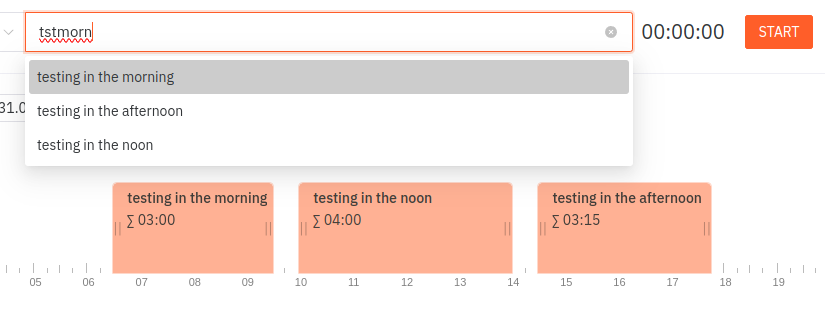 tstmorn
00:00:00
START
testing in the morning
31.0
testing in the afternoon
testing in the noon
testing in the morning
∑ 03:00
testing in the noon
∑ 04:00
testing in the afternoon
∑ 03:15
05 06 07 08 09 10 11 12 13 14 15 16 17 18 19